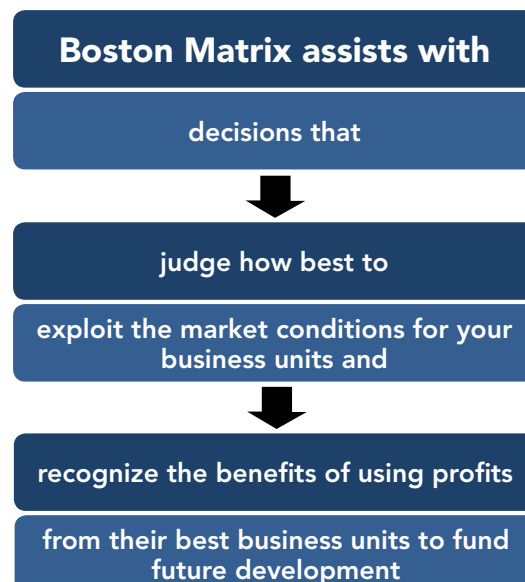 Boston Matrix assists with
decisions that
judge how best to
exploit the market conditions for your
business units and
recognize the benefits of using profits
from their best business units to fund
future development